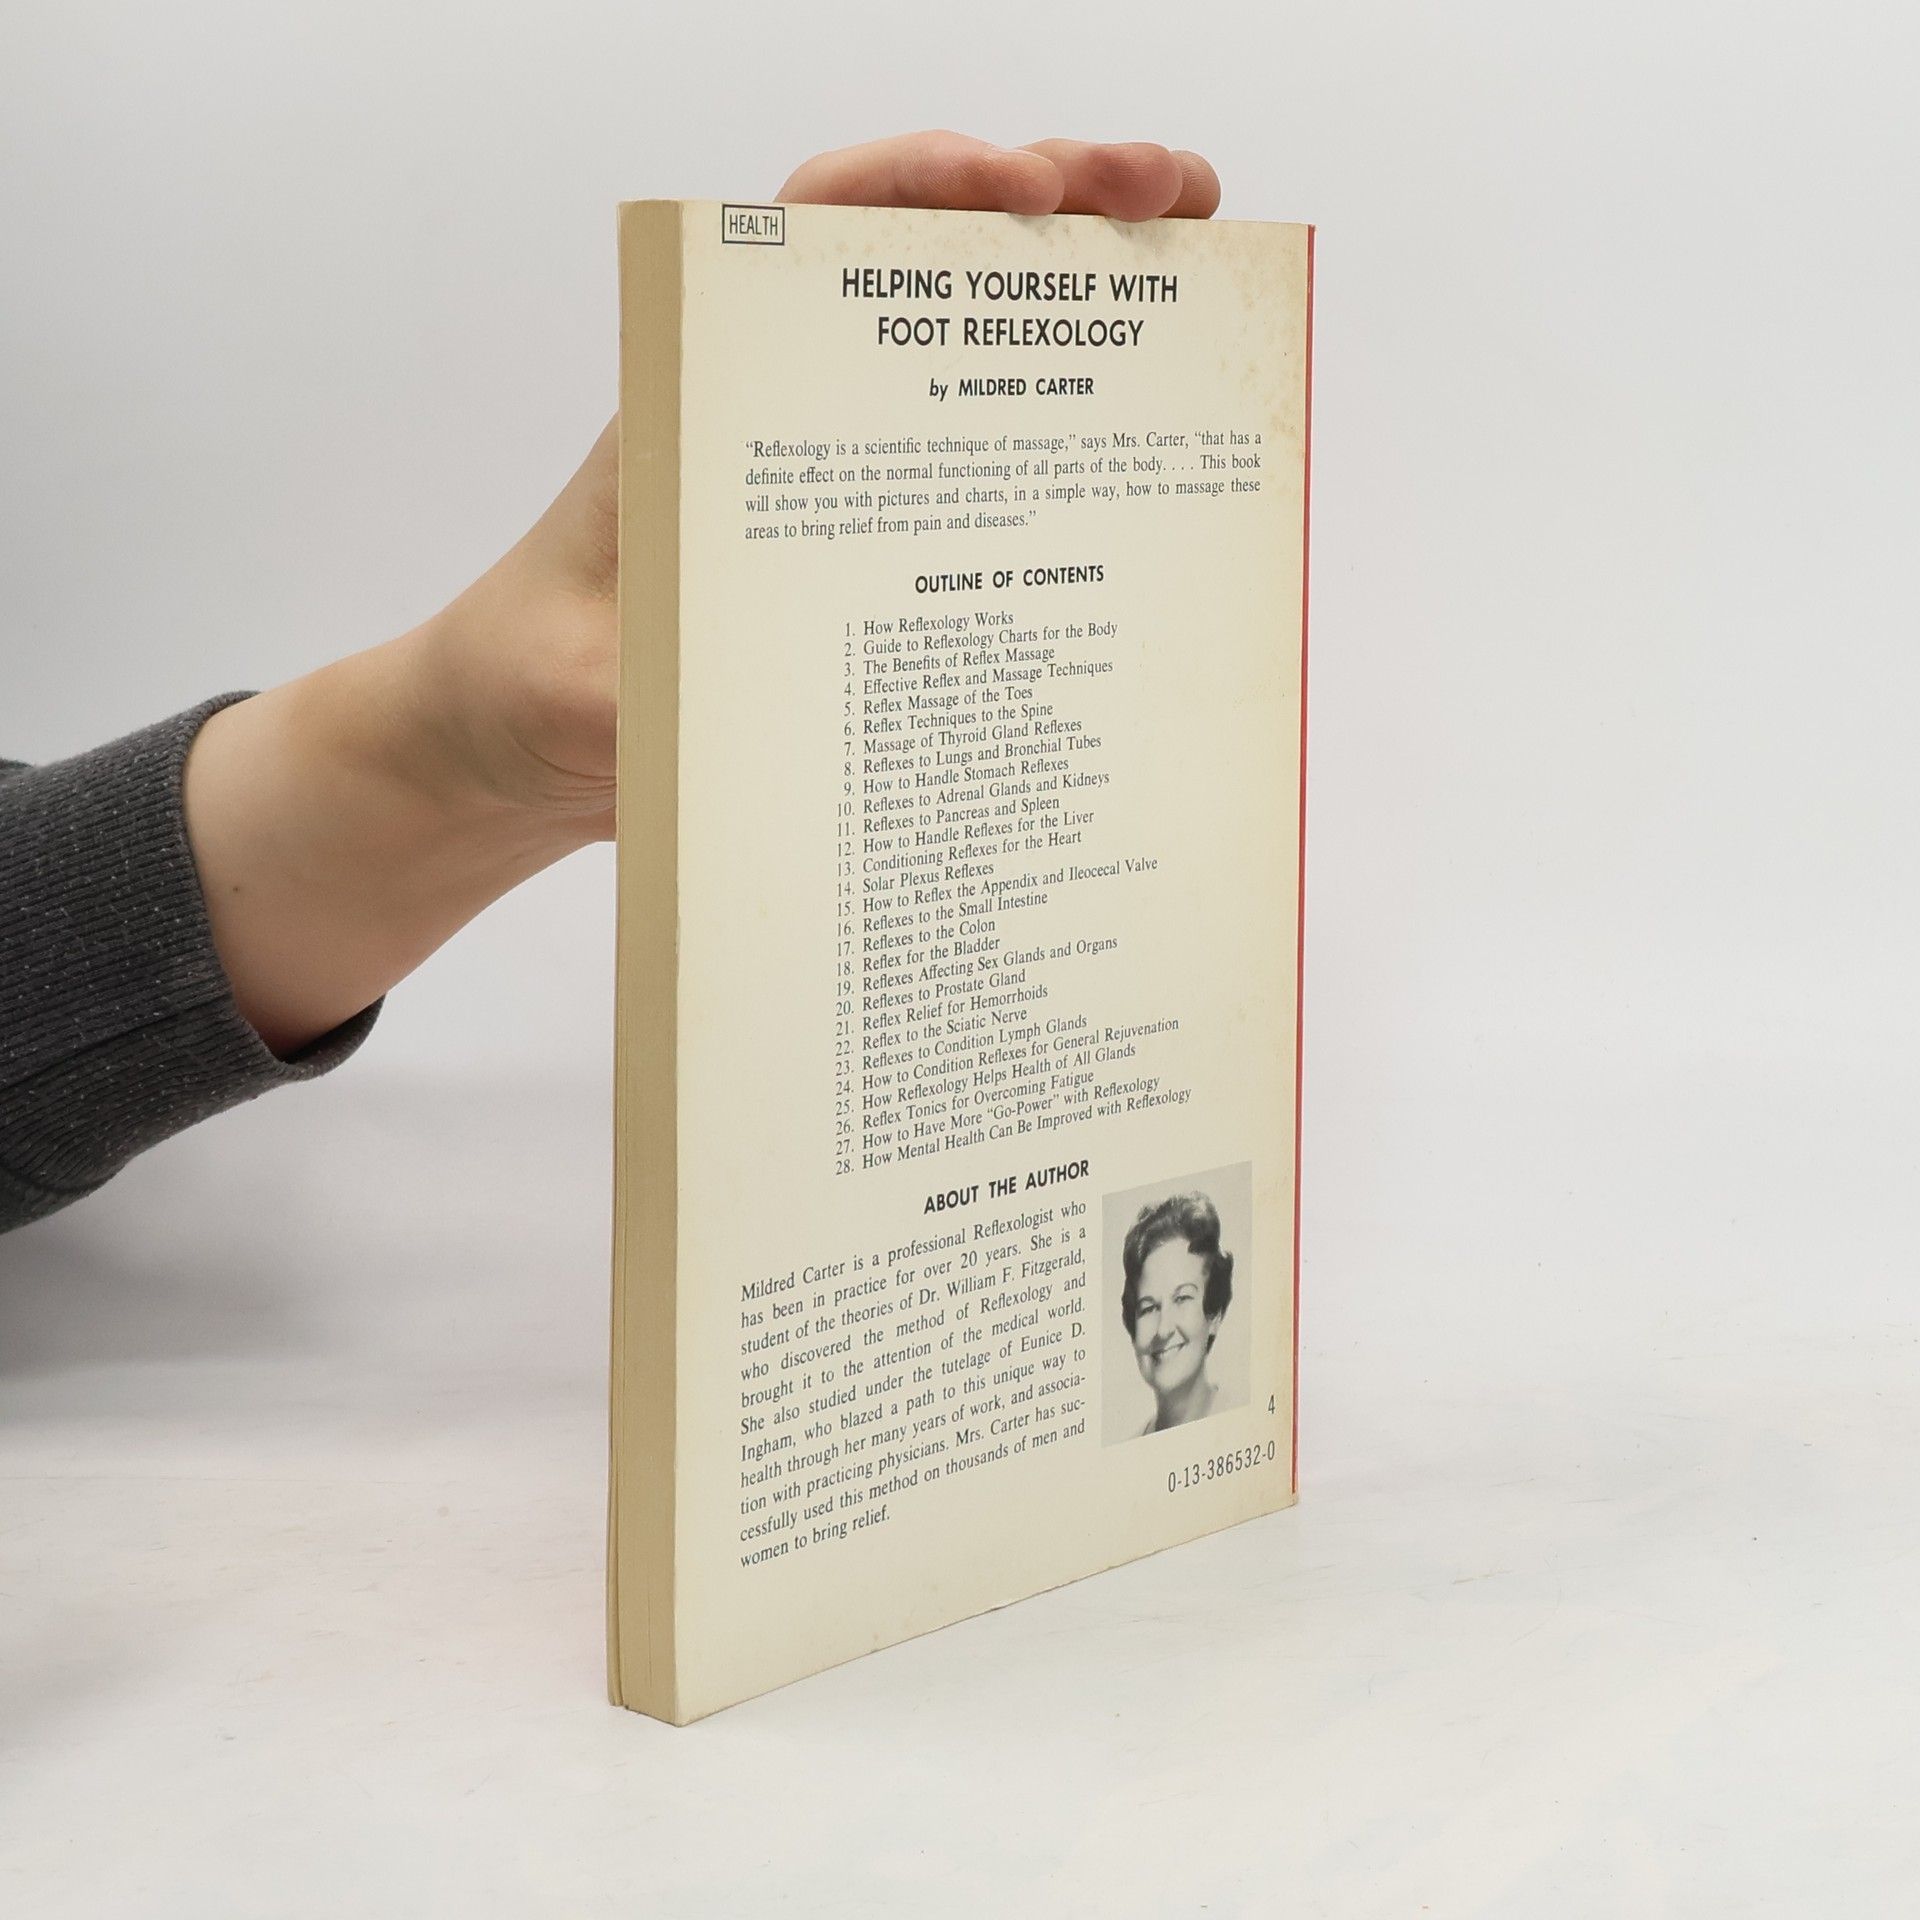 HEALTH
HELPING YOURSELF WITH
FOOT REFLEXOLOGY
by MILDRED CARTER
“Reflexology is a scientific technique of massage,” says Mrs. Carter, “that has a
definite effect on the normal functioning of all parts of the body. . . . This book
will show you with pictures and charts, in a simple way, how to massage these
areas to bring relief from pain and diseases.”
OUTLINE OF CONTENTS
1. How Reflexology Works
2. Guide to Reflexology Charts for the Body
3. The Benefits of Reflex Massage
4. Effective Reflex and Massage Techniques
5. Reflex Massage of the Toes
6. Reflex Techniques to the Spine
7. Massage of Thyroid Gland Reflexes
8. Reflexes to Lungs and Bronchial Tubes
9. How to Handle Stomach Reflexes
10. Reflexes to Adrenal Glands and Kidneys
11. Reflexes to Pancreas and Spleen
12. How to Handle Reflexes for the Liver
13. Conditioning Reflexes for the Heart
14. Solar Plexus Reflexes
15. How to Reflex the Appendix and Ileocecal Valve
16. Reflexes to the Small Intestine
17. Reflexes to the Colon
18. Reflex for the Bladder
19. Reflexes Affecting Sex Glands and Organs
20. Reflexes to Prostate Gland
21. Reflex Relief for Hemorrhoids
22. Reflex to the Sciatic Nerve
23. Reflexes to Condition Lymph Glands
24. How to Condition Reflexes for General Rejuvenation
25. How Reflexology Helps Health of All Glands
26. Reflex Tonics for Overcoming Fatigue
27. How to Have More “Go-Power” with Reflexology
28. How Mental Health Can Be Improved with Reflexology
ABOUT THE AUTHOR
Mildred Carter is a professional Reflexologist who
has been in practice for over 20 years. She is a
student of the theories of Dr. William F. Fitzgerald,
who discovered the method of Reflexology and
brought it to the attention of the medical world.
She also studied under the tutelage of Eunice D.
Ingham, who blazed a path to this unique way to
health through her many years of work, and associa-
tion with practicing physicians. Mrs. Carter has suc-
cessfully used this method on thousands of men and
women to bring relief.
4
0-13-386532-0